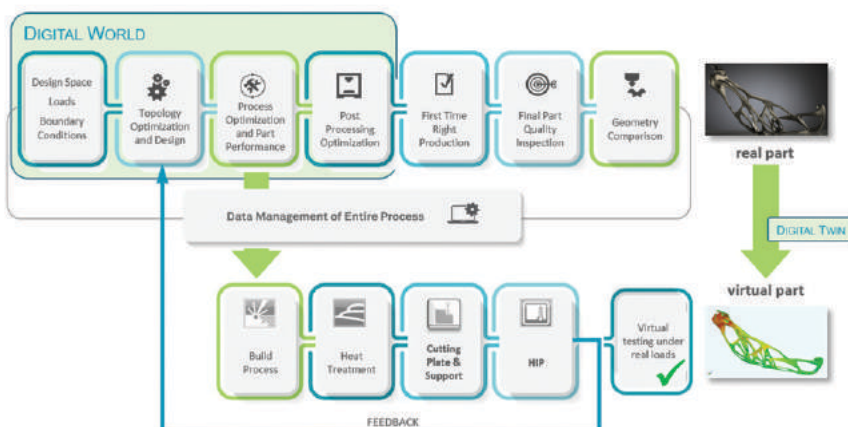 DIGITAL WORLD
Design Space
Loads
Boundary
Conditions
Topology
Optimization
and Design
Process
Optimization
and Part
Performance
Post
Processing
Optimization
First Time
Right
Production
Final Part
Quality
Inspection
Geometry
Comparison
real part
Data Management of Entire Process
DIGITAL TWIN
virtual part
Build
Process
Heat
Treatment
Cutting
Plate &
Support
HIP
Virtual
testing under
real loads
FEEDBACK